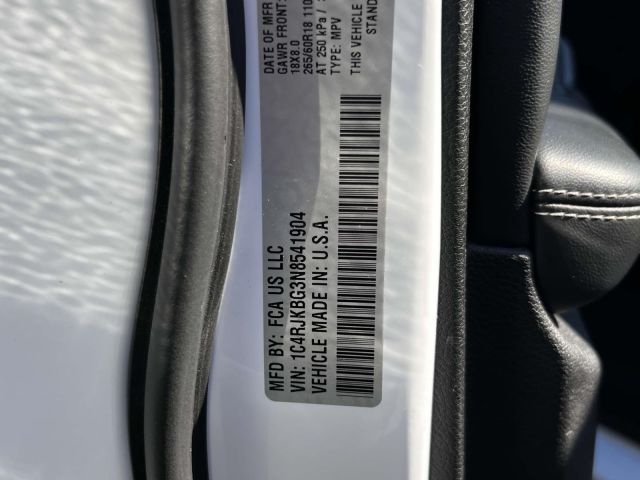 DATE OF MFR
GAWR FRONT:
18X8.0
265/60R18 110
AT 250 kPa /
TYPE: MPV
THIS VEHICLE
STAND
MFD BY: FCA US LLC
VIN: 1C4RJKBG3N8541904
VEHICLE MADE IN: U.S.A.